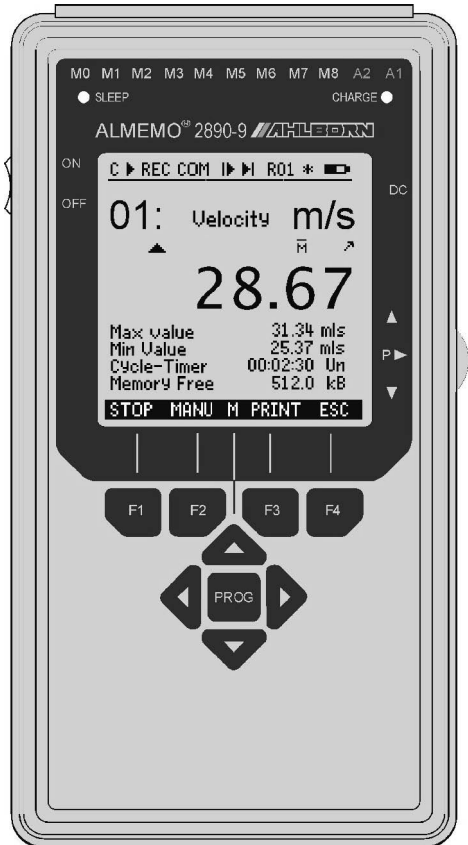 M0 M1 M2 M3 M4 M5 M6 M7 M8 A2 A1
SLEEP CHARGE
ALMEMO® 2890-9 AHLBORN
ON
OFF
DC
C ▶ REC COM I▶ ▶I R01 *
01: Velocity m/s
M
28.67
Max value 31.34 mls
Min Value 25.37 mls
Cycle-Timer 00:02:30 Un
Memory Free 512.0 kB
P▶
STOP MANU M PRINT ESC
F1 F2 F3 F4
PROG